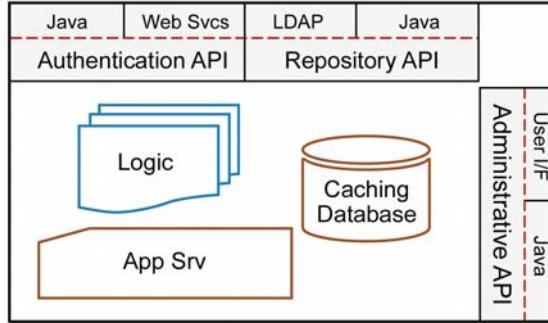 Java
Web Svcs
LDAP
Java
Authentication API
Repository API
Logic
Caching
Database
App Srv
Administrative API
User I/F
Java